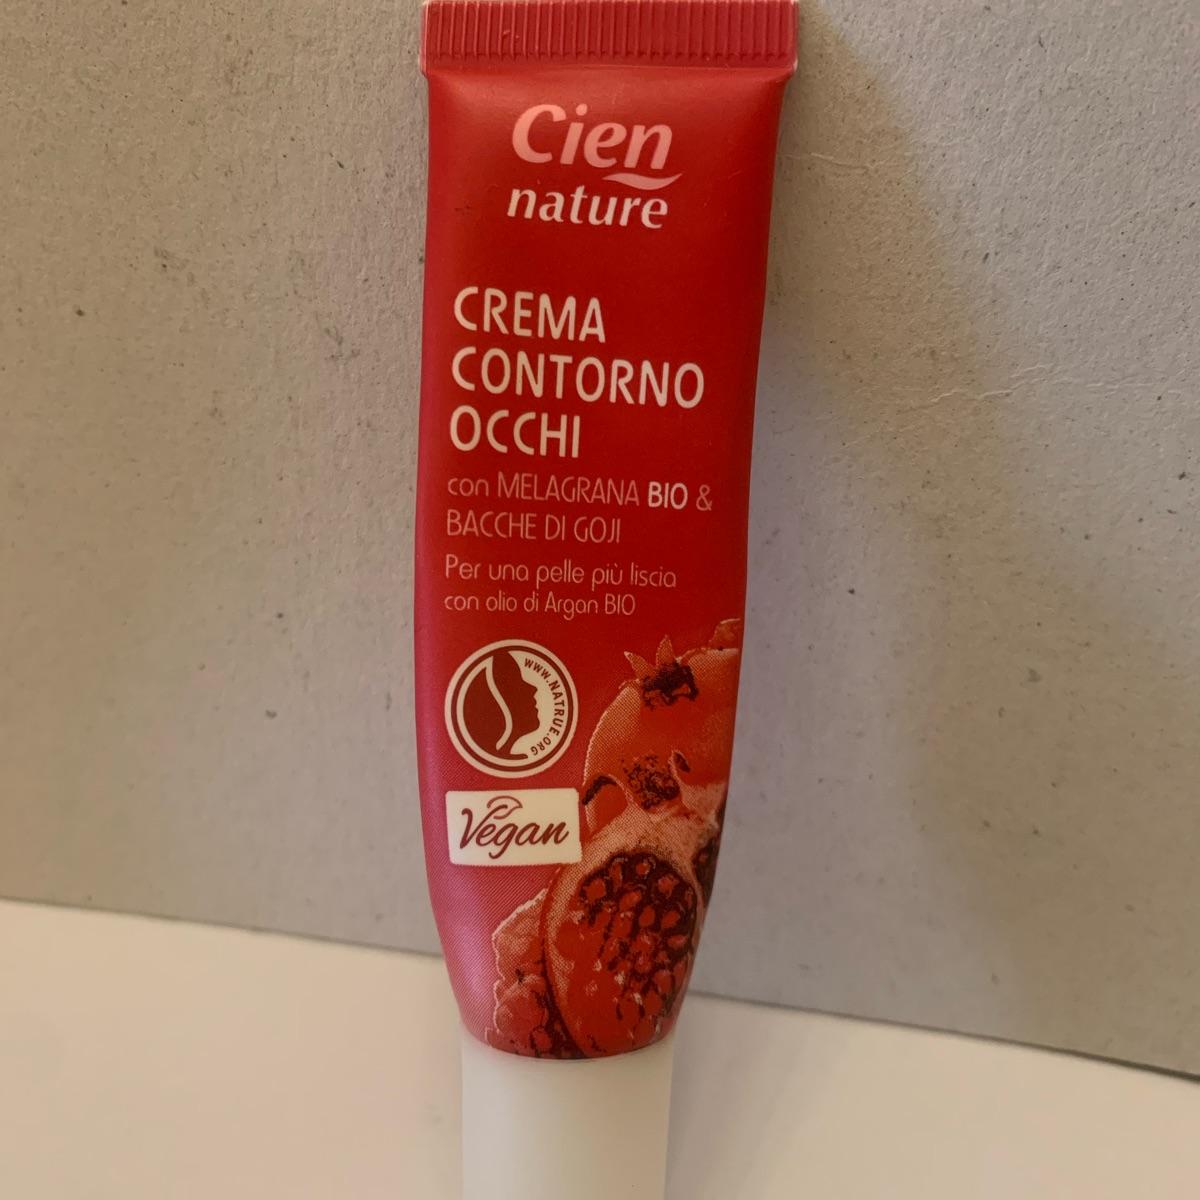 Cien
nature
CREMA
CONTORNO
OCCHI
con MELAGRANA BIO &
BACCHE DI GOJI
Per una pelle più liscia
con olio di Argan BIO
WWW.NATRUE.ORG
Vegan